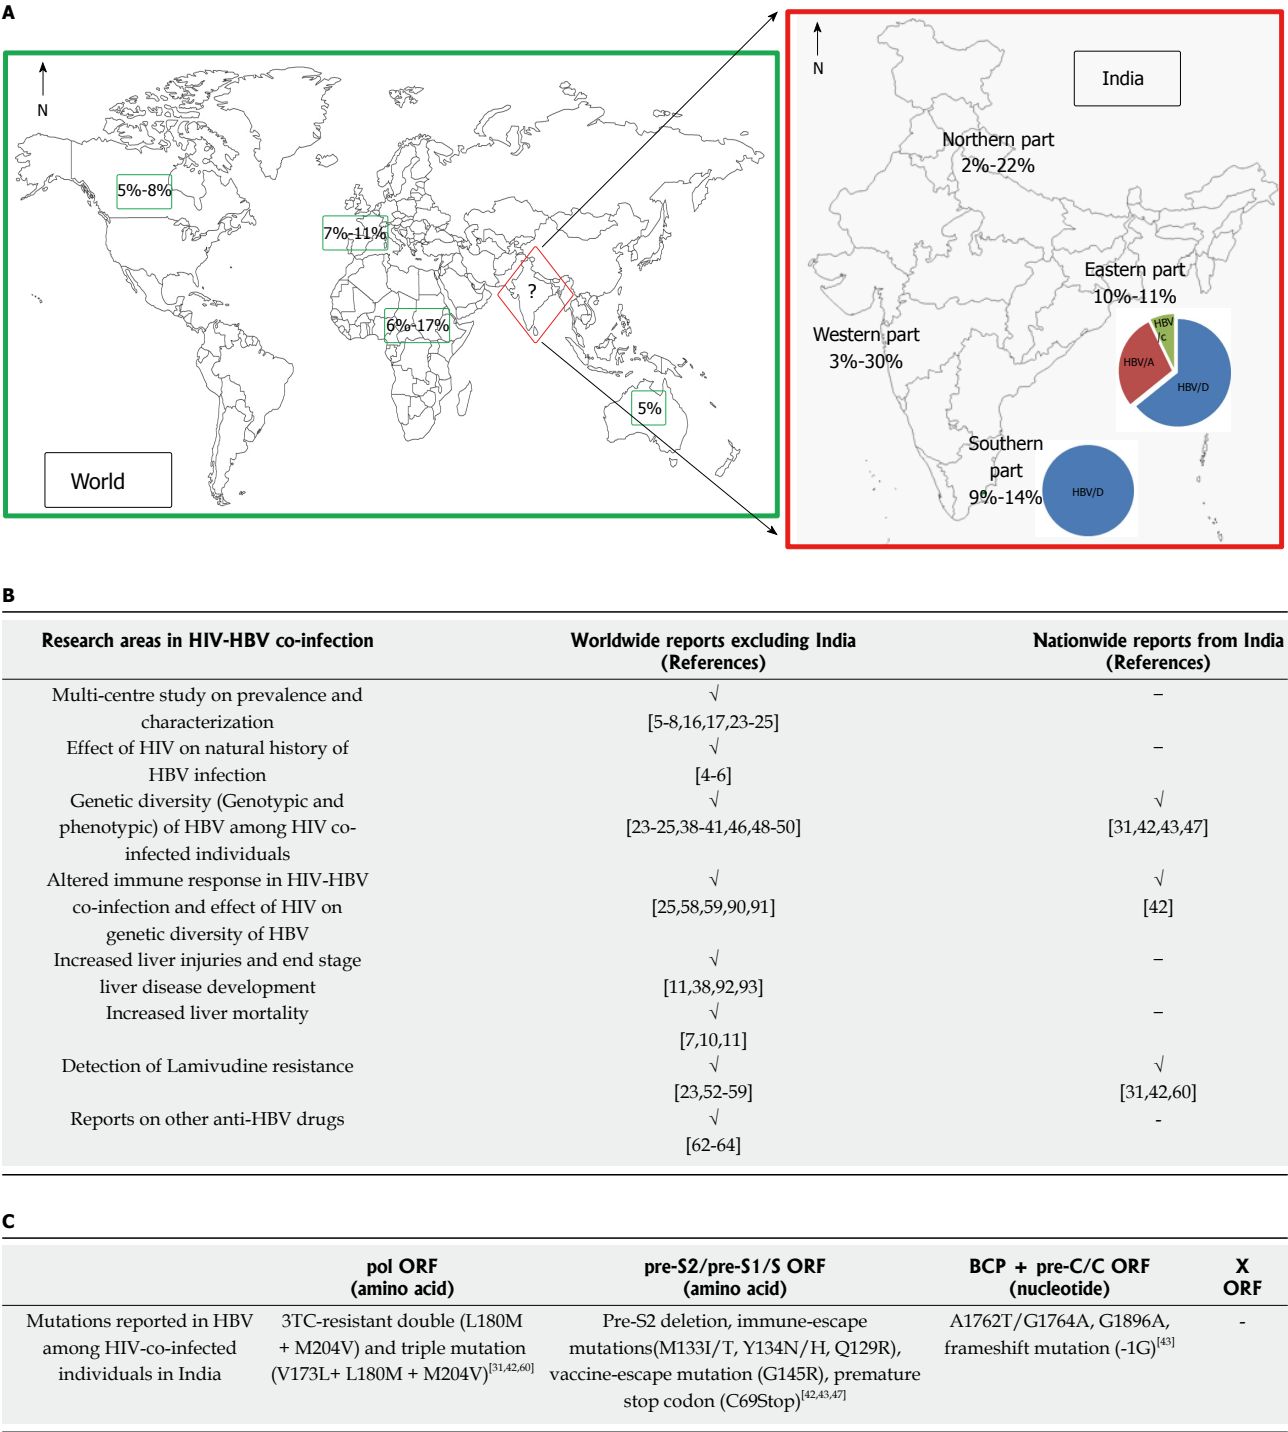 A
N
5%-8%
7%-11%
6%-17%
?
5%
World
N
India
Northern part
2%-22%
Eastern part
10%-11%
HBV
/c
HBV/A
HBV/D
Western part
3%-30%
Southern
part
9%-14%
HBV/D
B
Research areas in HIV-HBV co-infection
Worldwide reports excluding India
(References)
Nationwide reports from India
(References)
Multi-centre study on prevalence and
characterization
√
[5-8,16,17,23-25]
–
Effect of HIV on natural history of
HBV infection
√
[4-6]
–
Genetic diversity (Genotypic and
phenotypic) of HBV among HIV co-
infected individuals
√
[23-25,38-41,46,48-50]
√
[31,42,43,47]
Altered immune response in HIV-HBV
co-infection and effect of HIV on
genetic diversity of HBV
√
[25,58,59,90,91]
√
[42]
Increased liver injuries and end stage
liver disease development
√
[11,38,92,93]
–
Increased liver mortality
√
[7,10,11]
–
Detection of Lamivudine resistance
√
[23,52-59]
√
[31,42,60]
Reports on other anti-HBV drugs
√
[62-64]
-
C
pol ORF
(amino acid)
pre-S2/pre-S1/S ORF
(amino acid)
BCP + pre-C/C ORF
(nucleotide)
X
ORF
Mutations reported in HBV
among HIV-co-infected
individuals in India
3TC-resistant double (L180M
+ M204V) and triple mutation
(V173L+ L180M + M204V)[31,42,60]
Pre-S2 deletion, immune-escape
mutations(M133I/T, Y134N/H, Q129R),
vaccine-escape mutation (G145R), premature
stop codon (C69Stop)[42,43,47]
A1762T/G1764A, G1896A,
frameshift mutation (-1G)[43]
-